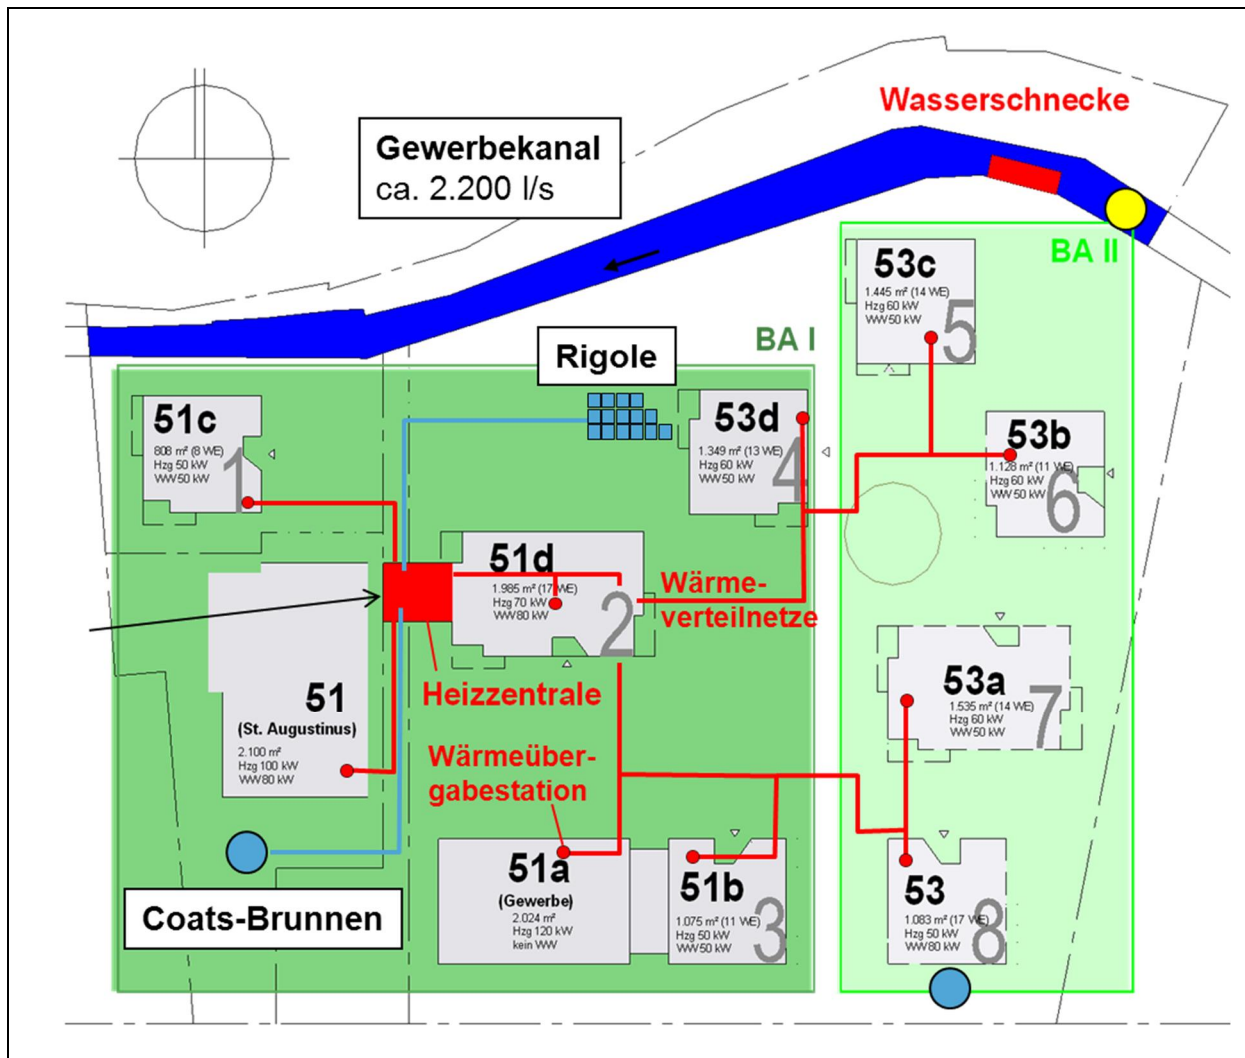 Wasserschnecke
Gewerbekanal
ca. 2.200 l/s
BA II
53c
1.445 m² (14 WE)
Hzg 60 kW
WW 50 kW
5
BA I
Rigole
51c
808 m² (8 WE)
Hzg 50 kW
WW 50 kW
1
53d
1.349 m² (13 WE)
Hzg 60 kW
WW 50 kW
4
53b
1.128 m² (11 WE)
Hzg 60 kW
WW 50 kW
6
51d
1.985 m² (17 WE)
Hzg 70 kW
WW 80 kW
2
Wärme-
verteilnetze
Heizzentrale
51
(St. Augustinus)
2.100 m²
Hzg 100 kW
WW 80 kW
53a
1.535 m² (14 WE)
Hzg 60 kW
WW 50 kW
7
Wärmeüber-
gabestation
51a
(Gewerbe)
2.024 m²
Hzg 120 kW
kein WW
51b
1.075 m² (11 WE)
Hzg 50 kW
WW 50 kW
3
53
1.083 m² (17 WE)
Hzg 50 kW
WW 80 kW
8
Coats-Brunnen